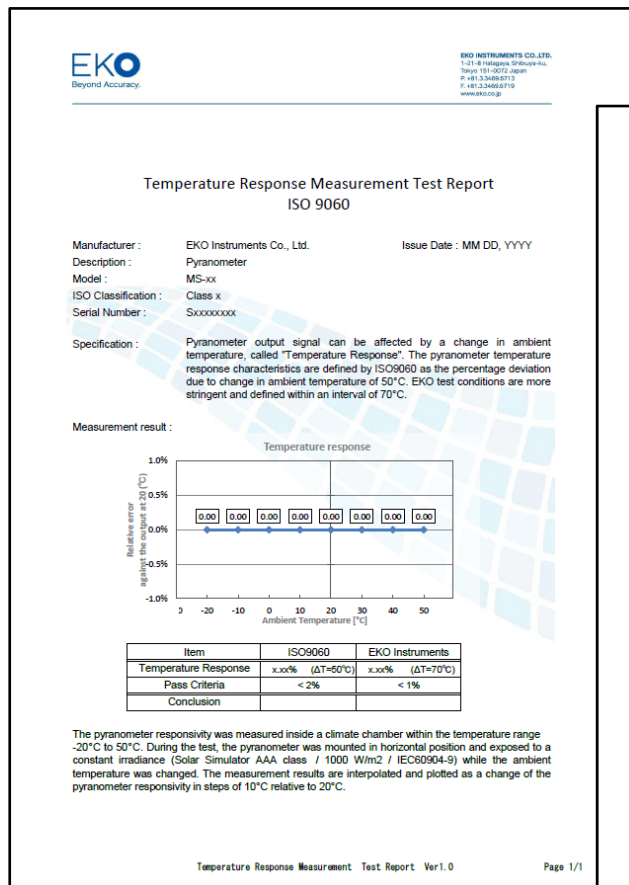 EKO
Beyond Accuracy.
EKO INSTRUMENTS CO.,LTD.
1-21-8 Hatagaya, Shibuya-ku,
Tokyo 151-0072 Japan
P. +81.3.3469.6713
F. +81.3.3469.6719
www.eko.co.jp
Temperature Response Measurement Test Report
ISO 9060
Manufacturer : EKO Instruments Co., Ltd. Issue Date : MM DD, YYYY
Description : Pyranometer
Model : MS-xx
ISO Classification : Class x
Serial Number : Sxxxxxxxx
Specification : Pyranometer output signal can be affected by a change in ambient
temperature, called "Temperature Response". The pyranometer temperature
response characteristics are defined by ISO9060 as the percentage deviation
due to change in ambient temperature of 50°C. EKO test conditions are more
stringent and defined within an interval of 70°C.
Measurement result :
Temperature response
Relative error
against the output at 20 (°C)
1.0%
0.5%
0.0%
-0.5%
-1.0%
0.00 0.00 0.00 0.00 0.00 0.00 0.00 0.00
0 -20 -10 0 10 20 30 40 50
Ambient Temperature [°C]
Item ISO9060 EKO Instruments
Temperature Response x.xx% (ΔT=50°C) x.xx% (ΔT=70°C)
Pass Criteria < 2% < 1%
Conclusion
The pyranometer responsivity was measured inside a climate chamber within the temperature range
-20°C to 50°C. During the test, the pyranometer was mounted in horizontal position and exposed to a
constant irradiance (Solar Simulator AAA class / 1000 W/m2 / IEC60904-9) while the ambient
temperature was changed. The measurement results are interpolated and plotted as a change of the
pyranometer responsivity in steps of 10°C relative to 20°C.
Temperature Response Measurement Test Report Ver1.0 Page 1/1